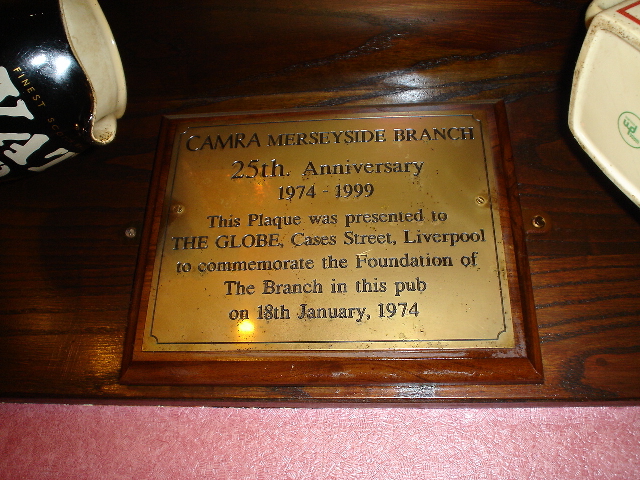 FINEST
CAMRA MERSEYSIDE BRANCH
25th. Anniversary
1974 - 1999
This Plaque was presented to
THE GLOBE, Cases Street, Liverpool
to commemorate the Foundation of
The Branch in this pub
on 18th January, 1974